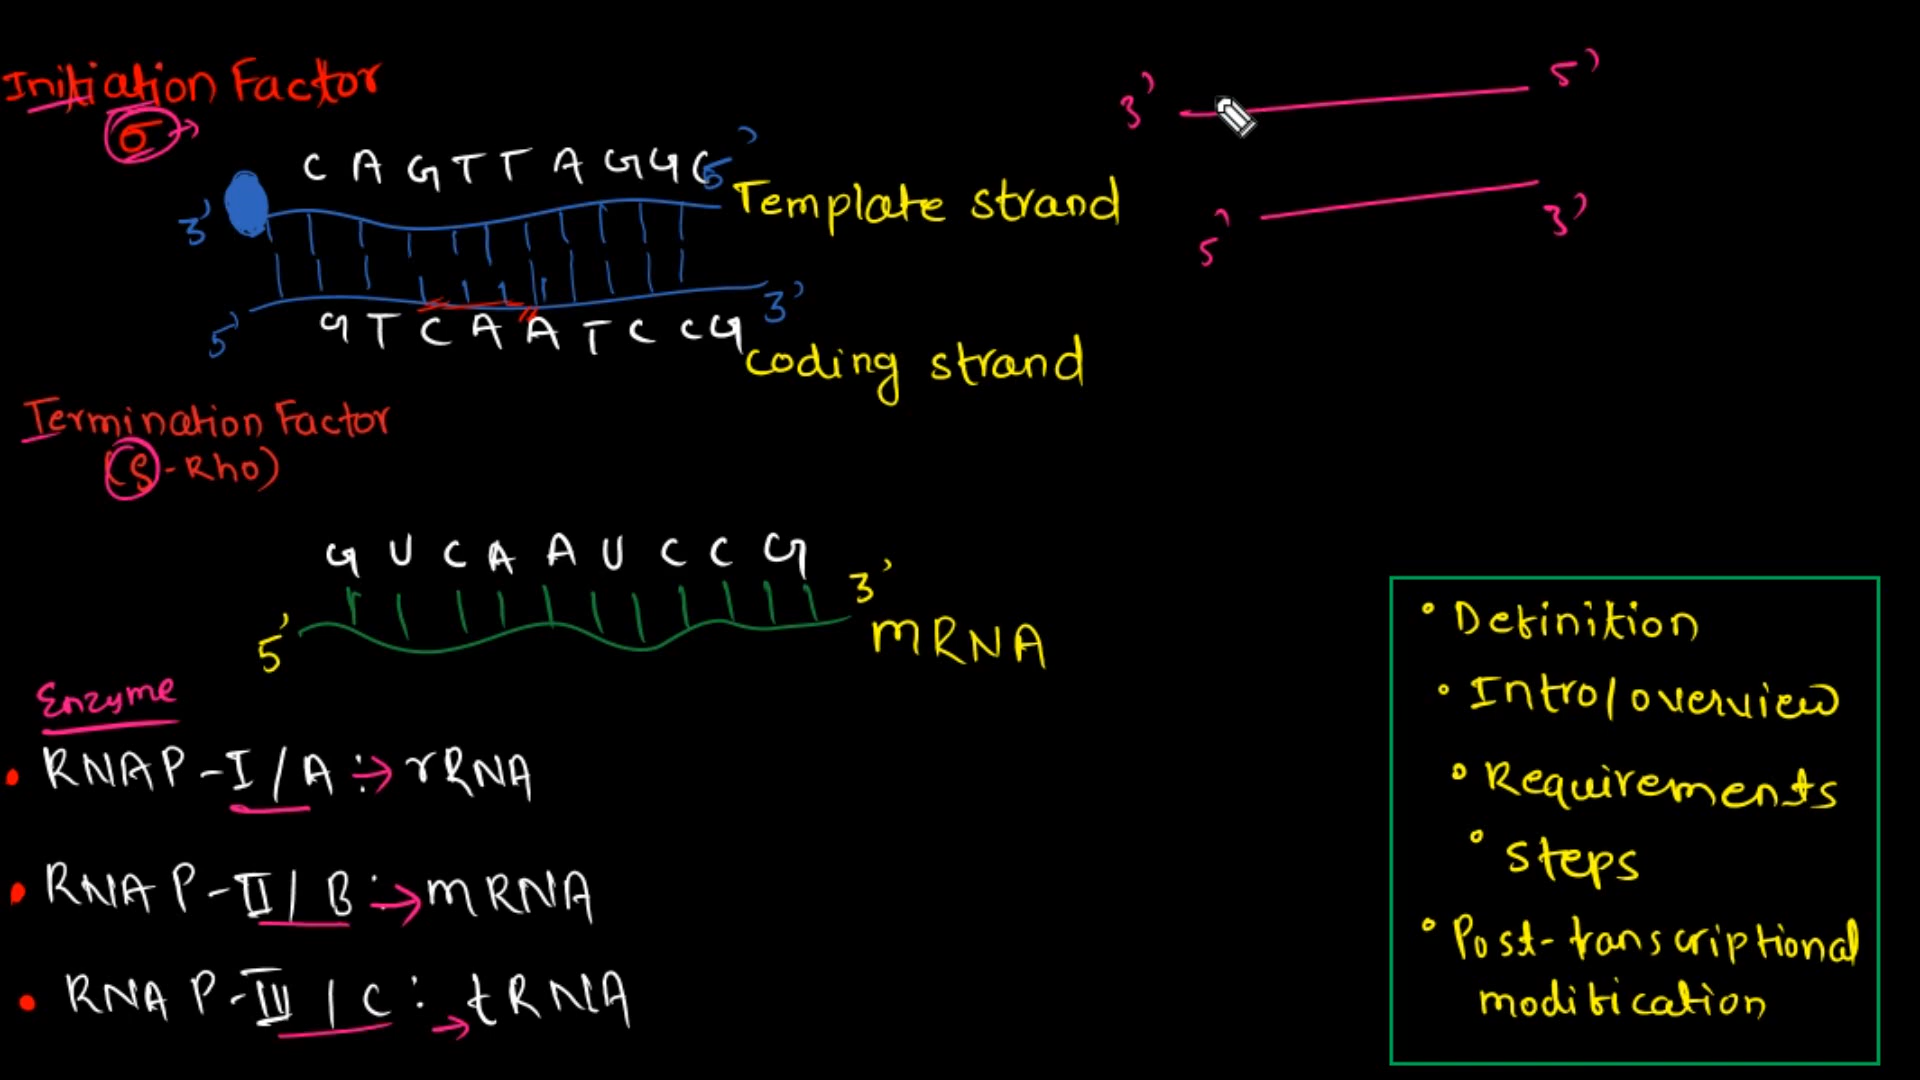 Initiation Factor
σ →
C A G T T A G G C 5'
3'
Template strand
5'
3'
G T C A A T C C G
coding strand
Termination Factor
(ρ - Rho)
G U C A A U C C G
5'
3'
mRNA
Enzyme
• RNAP - I / A :→ rRNA
• RNAP - II / B :→ mRNA
• RNAP - III / C : → tRNA
3'
5'
5'
3'
• Definition
• Intro/overview
• Requirements
• Steps
• Post-transcriptional
modification